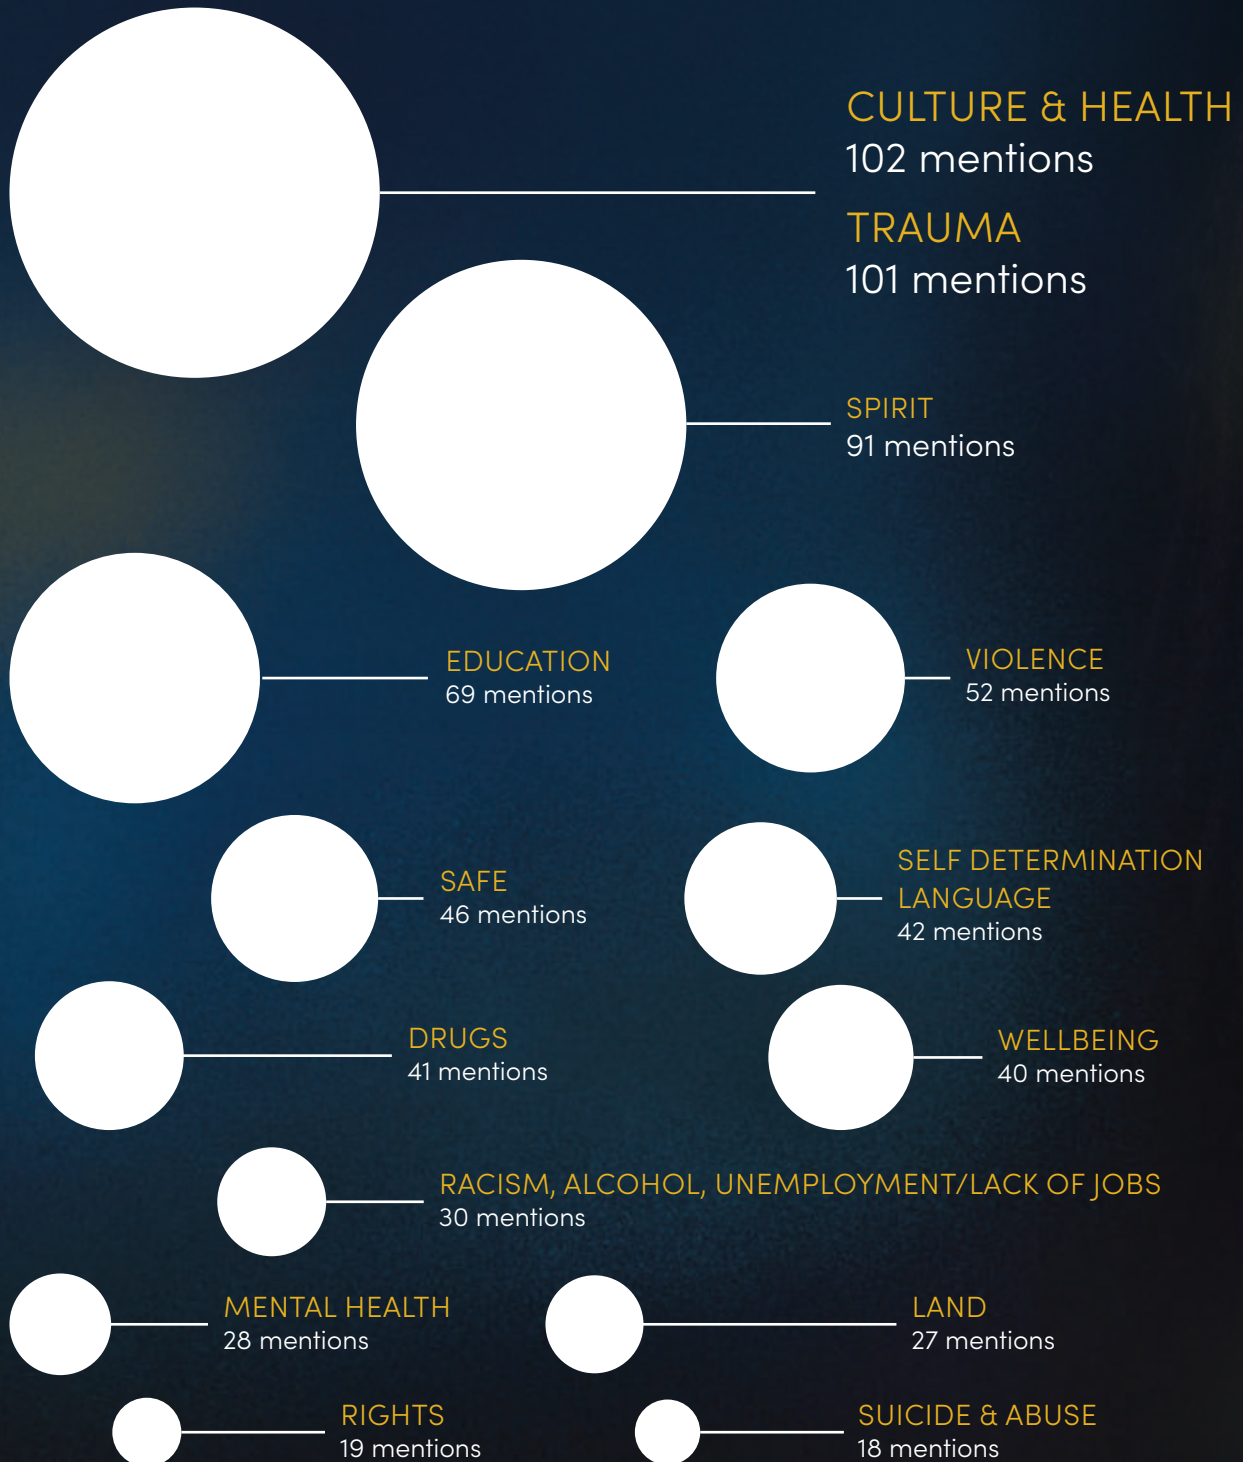 CULTURE & HEALTH
102 mentions
TRAUMA
101 mentions
SPIRIT
91 mentions
EDUCATION
69 mentions
VIOLENCE
52 mentions
SAFE
46 mentions
SELF DETERMINATION
LANGUAGE
42 mentions
DRUGS
41 mentions
WELLBEING
40 mentions
RACISM, ALCOHOL, UNEMPLOYMENT/LACK OF JOBS
30 mentions
MENTAL HEALTH
28 mentions
LAND
27 mentions
RIGHTS
19 mentions
SUICIDE & ABUSE
18 mentions